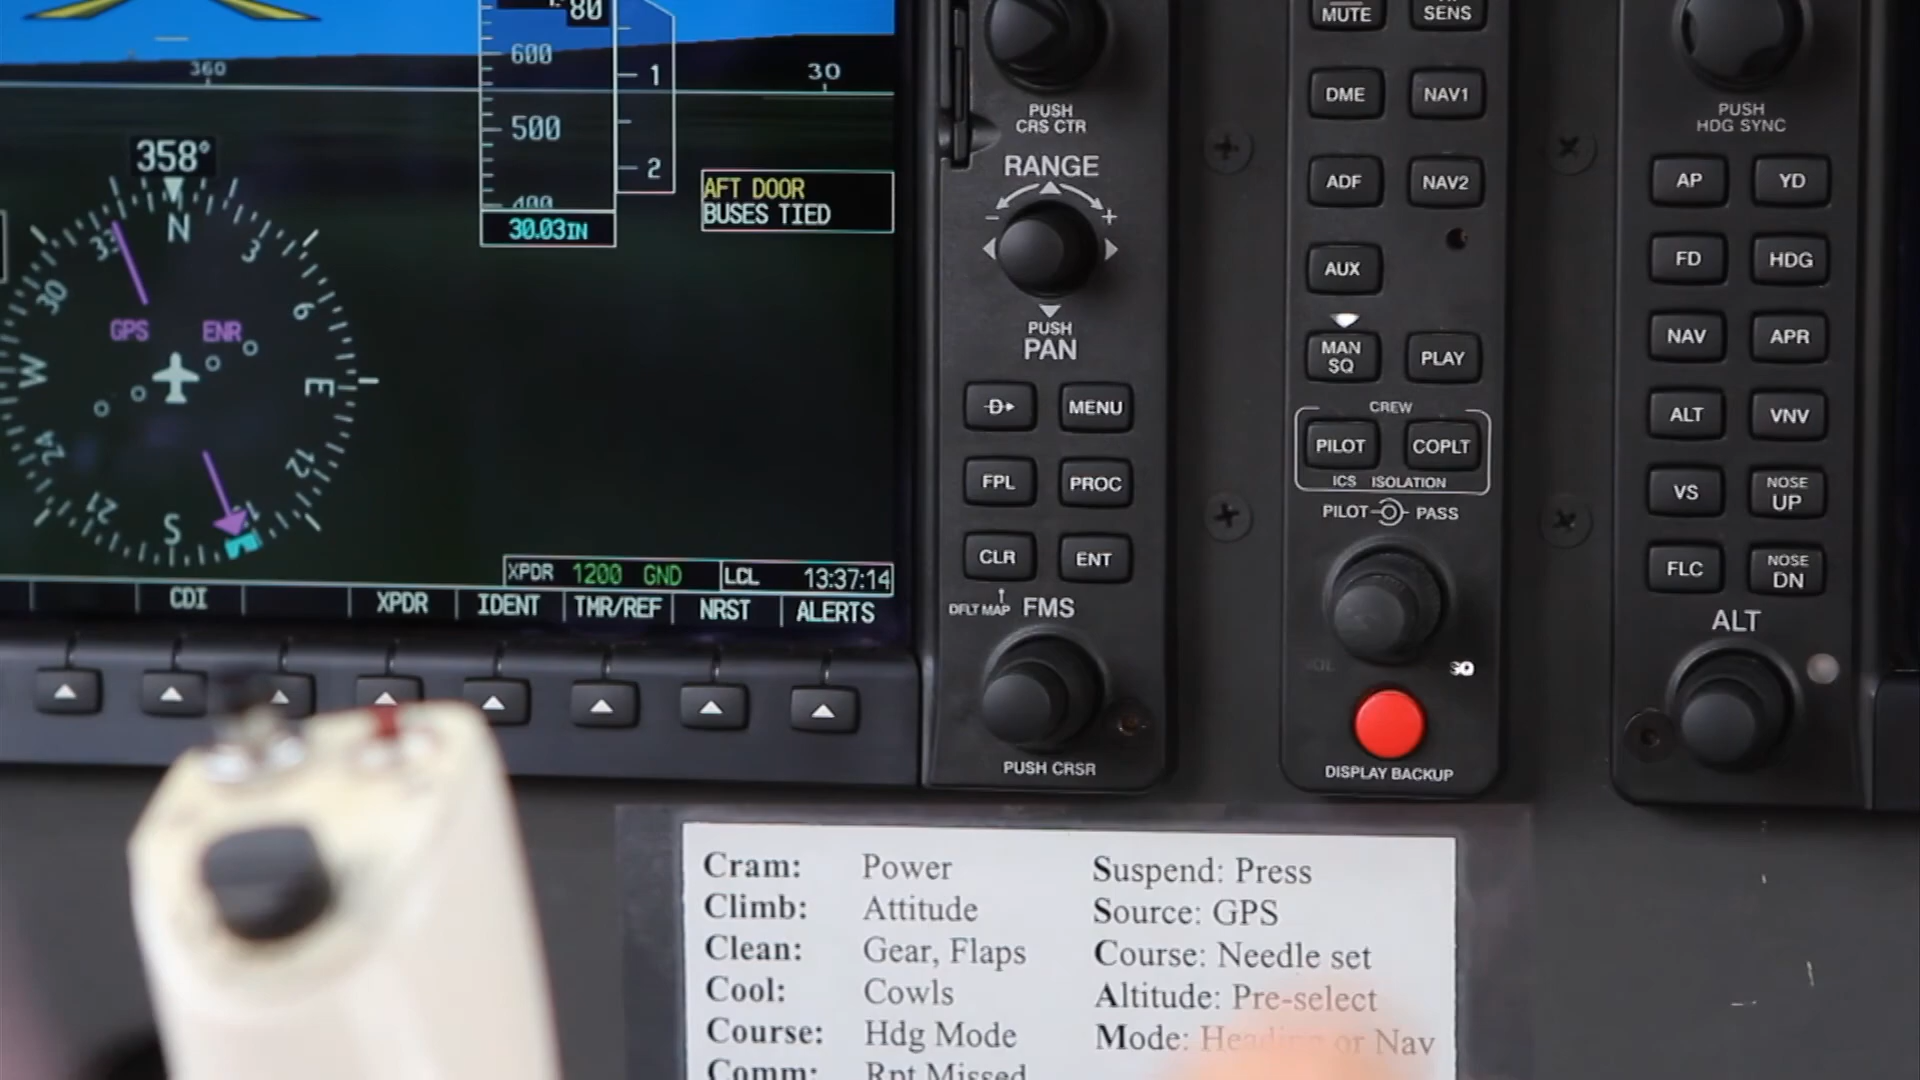 80
600
500
400
30.03IN
1
2
360
30
358°
N
3
6
E
12
S
21
24
W
30
33
GPS ENR
AFT DOOR
BUSES TIED
XPDR 1200 GND LCL 13:37:14
CDI XPDR IDENT TMR/REF NRST ALERTS
PUSH
CRS CTR
RANGE
- +
PUSH
PAN
D MENU
FPL PROC
CLR ENT
DFLT MAP FMS
PUSH CRSR
MUTE SENS
DME NAV1
ADF NAV2
AUX
MAN
SQ
PLAY
CREW
PILOT COPLT
ICS ISOLATION
PILOT PASS
SQ
DISPLAY BACKUP
PUSH
HDG SYNC
AP YD
FD HDG
NAV APR
ALT VNV
VS NOSE UP
FLC NOSE DN
ALT
Cram: Power Suspend: Press
Climb: Attitude Source: GPS
Clean: Gear, Flaps Course: Needle set
Cool: Cowls Altitude: Pre-select
Course: Hdg Mode Mode: Heading or Nav
Comm: Rpt Missed